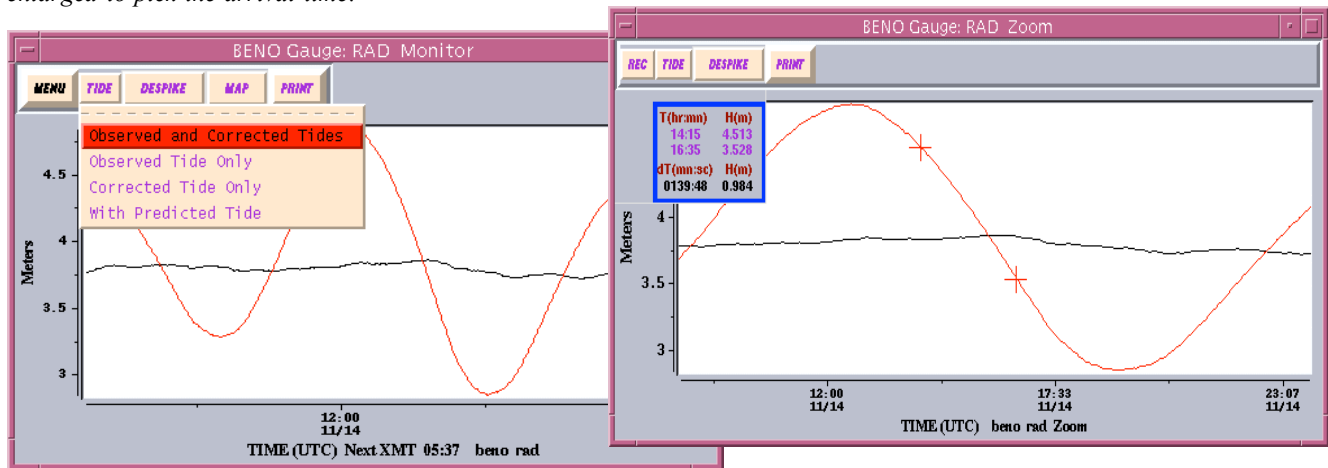 enlarged to pick the arrival time.
BENO Gauge: RAD Monitor
MENU TIDE DESPIKE MAP PRINT
Observed and Corrected Tides
Observed Tide Only
Corrected Tide Only
With Predicted Tide
4.5
4
3.5
3
Meters
12:00
11/14
TIME (UTC) Next XMT 05:37 beno rad
BENO Gauge: RAD Zoom
REC TIDE DESPIKE PRINT
T(hr:mn) H(m)
14:15 4.513
16:35 3.528
dT(mn:sc) H(m)
0139:48 0.984
4
3.5
3
Meters
12:00 17:33 23:07
11/14 11/14 11/14
TIME (UTC) beno rad Zoom